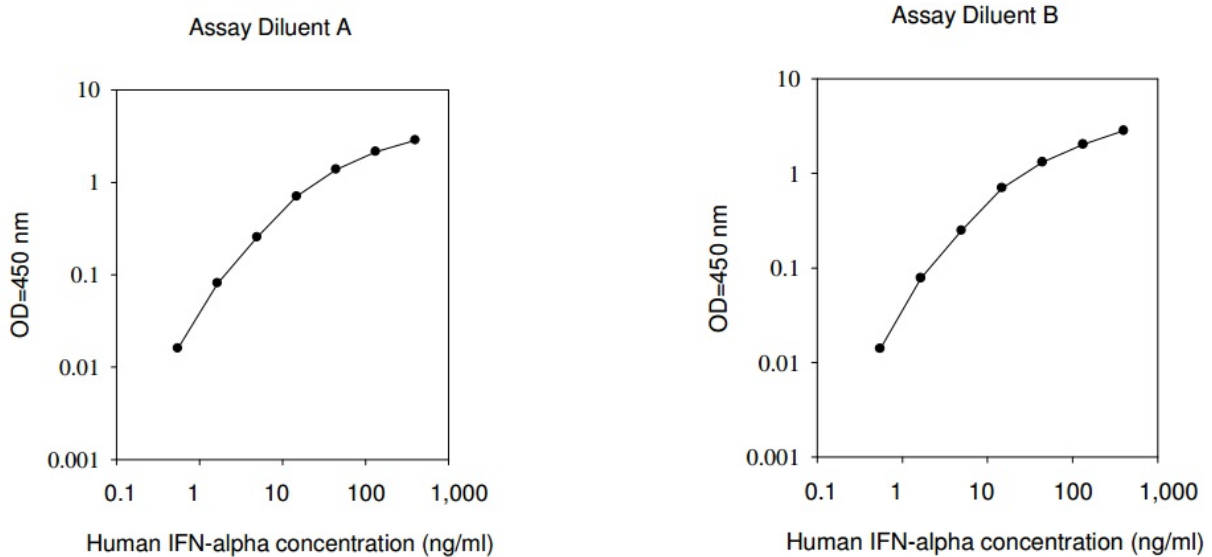 Assay Diluent A
10
1
0.1
0.01
0.001
OD=450 nm
0.1 1 10 100 1,000
Human IFN-alpha concentration (ng/ml)
Assay Diluent B
10
1
0.1
0.01
0.001
OD=450 nm
0.1 1 10 100 1,000
Human IFN-alpha concentration (ng/ml)